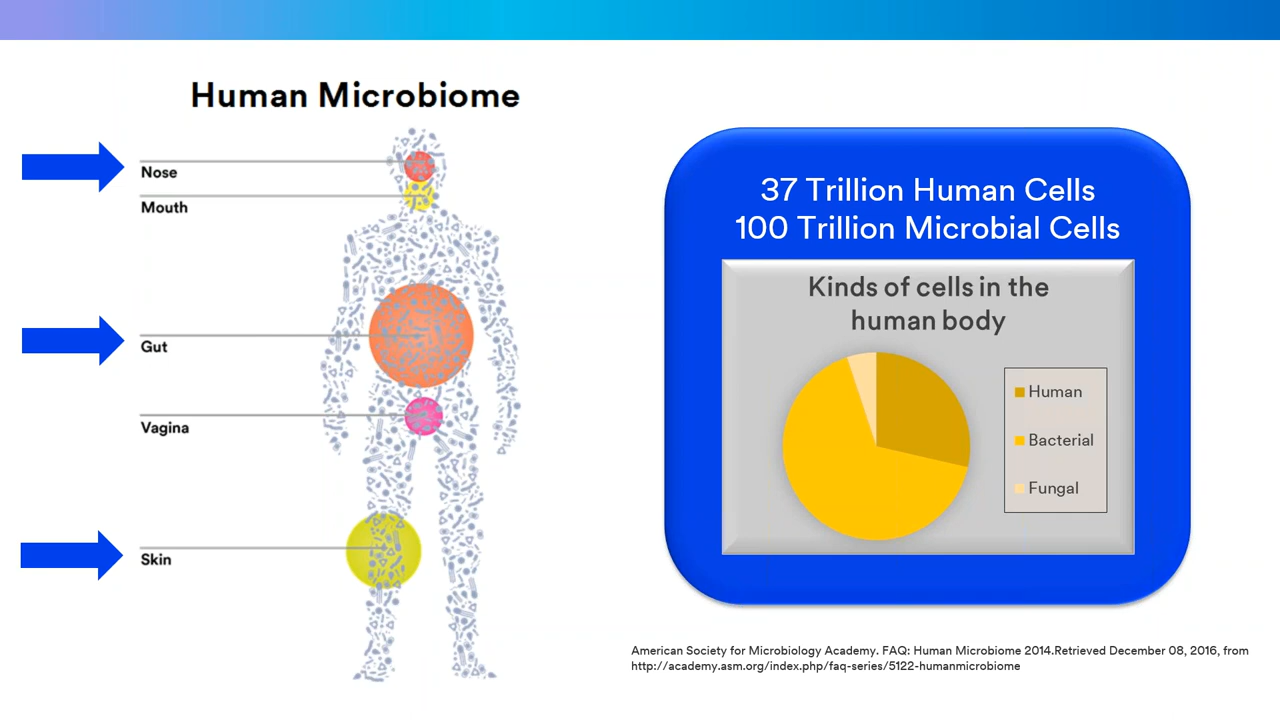 Human Microbiome
Nose
Mouth
Gut
Vagina
Skin
37 Trillion Human Cells
100 Trillion Microbial Cells
Kinds of cells in the
human body
Human
Bacterial
Fungal
American Society for Microbiology Academy. FAQ: Human Microbiome 2014.Retrieved December 08, 2016, from
http://academy.asm.org/index.php/faq-series/5122-humanmicrobiome